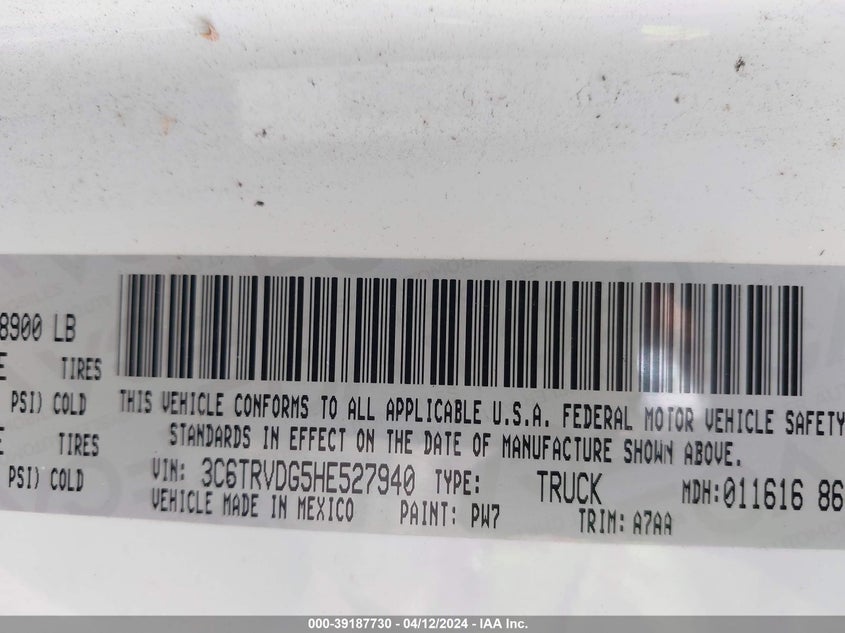 8900 LB
E TIRES
PSI) COLD
E TIRES
PSI) COLD
THIS VEHICLE CONFORMS TO ALL APPLICABLE U.S.A. FEDERAL MOTOR VEHICLE SAFETY
STANDARDS IN EFFECT ON THE DATE OF MANUFACTURE SHOWN ABOVE.
VIN: 3C6TRVDG5HE527940 TYPE: TRUCK MDH:011616 86
VEHICLE MADE IN MEXICO PAINT: PW7 TRIM: A7AA
000-39187730 - 04/12/2024 - IAA Inc.